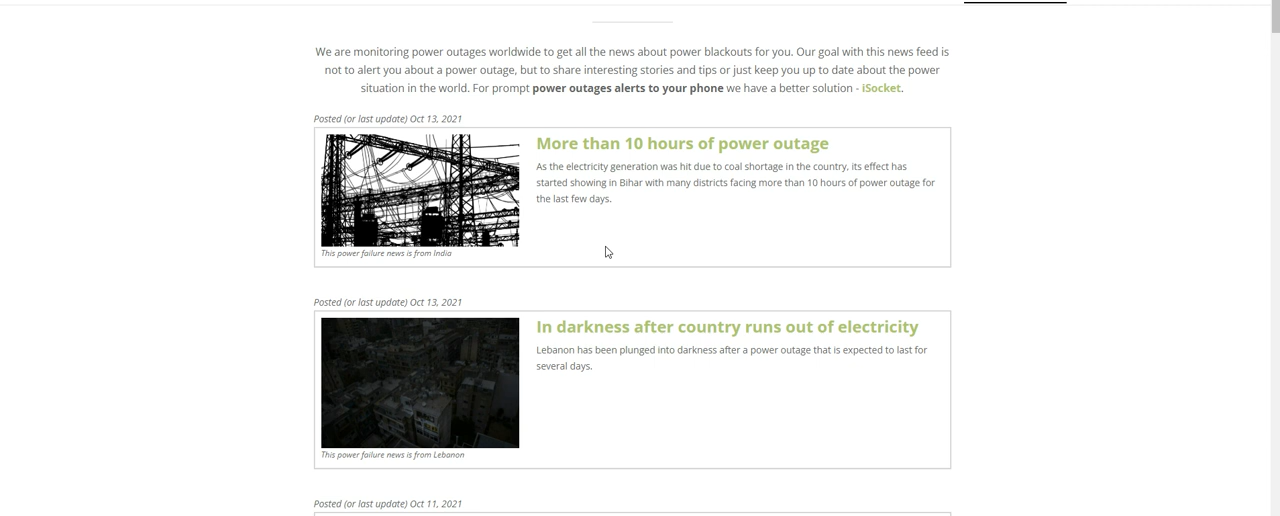 We are monitoring power outages worldwide to get all the news about power blackouts for you. Our goal with this news feed is
not to alert you about a power outage, but to share interesting stories and tips or just keep you up to date about the power
situation in the world. For prompt power outages alerts to your phone we have a better solution - iSocket.
Posted (or last update) Oct 13, 2021
More than 10 hours of power outage
As the electricity generation was hit due to coal shortage in the country, its effect has
started showing in Bihar with many districts facing more than 10 hours of power outage for
the last few days.
This power failure news is from India
Posted (or last update) Oct 13, 2021
In darkness after country runs out of electricity
Lebanon has been plunged into darkness after a power outage that is expected to last for
several days.
This power failure news is from Lebanon
Posted (or last update) Oct 11, 2021